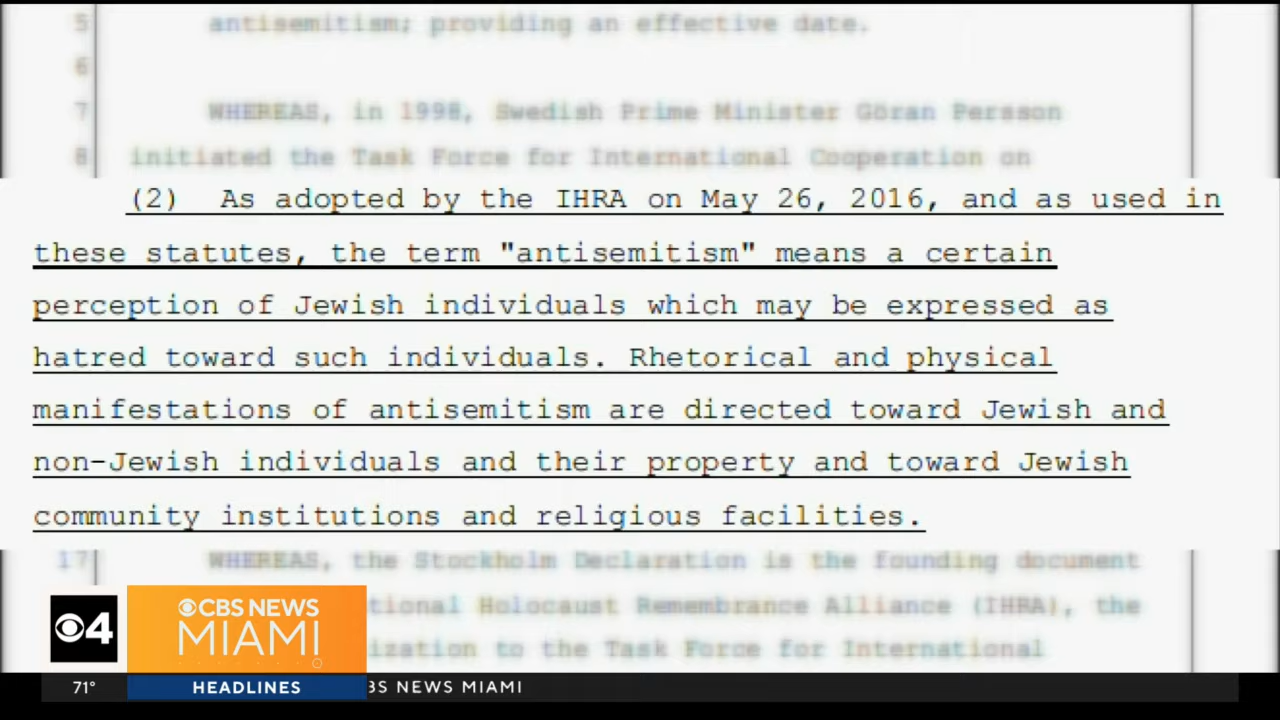 5 antisemitism; providing an effective date.
6
7 WHEREAS, in 1998, Swedish Prime Minister Göran Persson
8 initiated the Task Force for International Cooperation on
(2) As adopted by the IHRA on May 26, 2016, and as used in
these statutes, the term "antisemitism" means a certain
perception of Jewish individuals which may be expressed as
hatred toward such individuals. Rhetorical and physical
manifestations of antisemitism are directed toward Jewish and
non-Jewish individuals and their property and toward Jewish
community institutions and religious facilities.
17 WHEREAS, the Stockholm Declaration is the founding document
tional Holocaust Remembrance Alliance (IHRA), the
ization to the Task Force for International
4
CBS NEWS
MIAMI
71° HEADLINES BS NEWS MIAMI